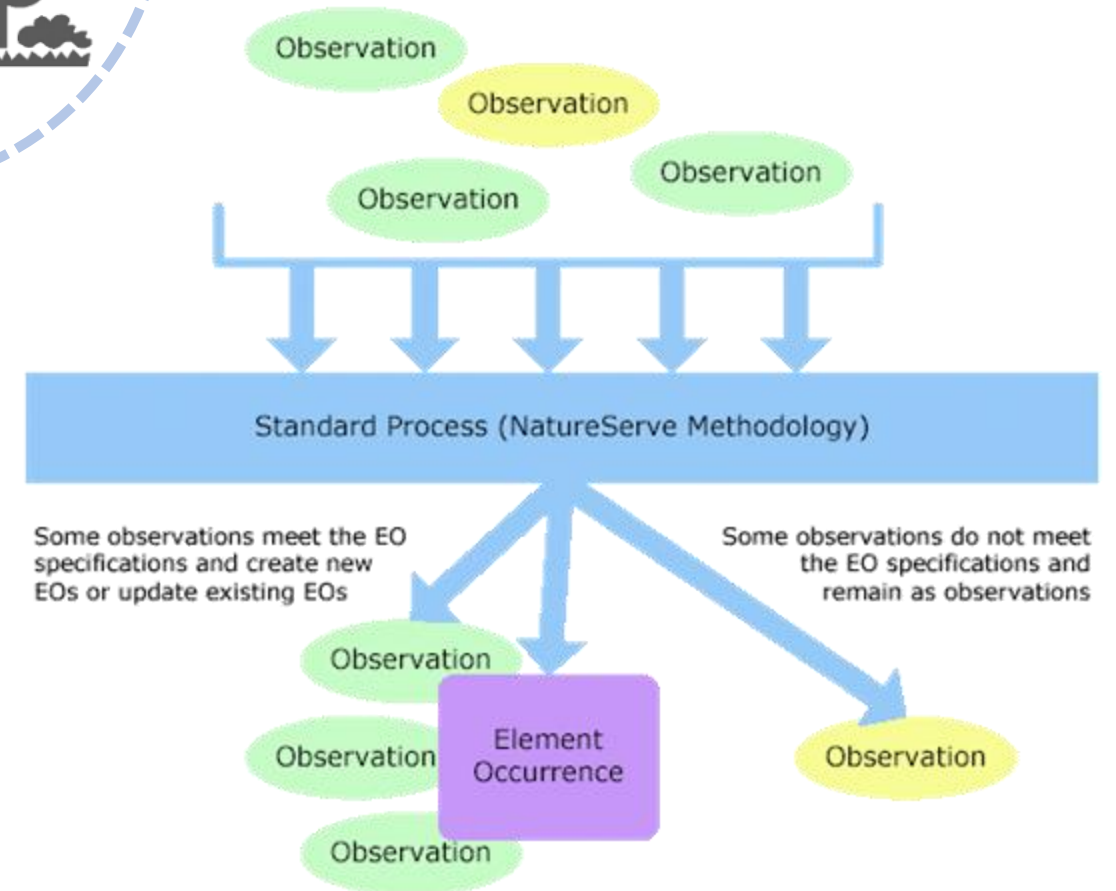 Observation
Observation
Observation
Observation
Standard Process (NatureServe Methodology)
Some observations meet the EO
specifications and create new
EOs or update existing EOs
Some observations do not meet
the EO specifications and
remain as observations
Observation
Element
Occurrence
Observation
Observation
Observation